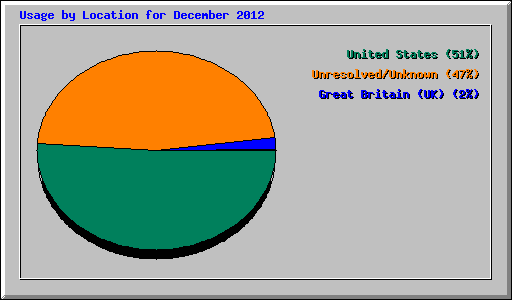 Usage by Location for December 2012
United States (51%)
Unresolved/Unknown (47%)
Great Britain (UK) (2%)